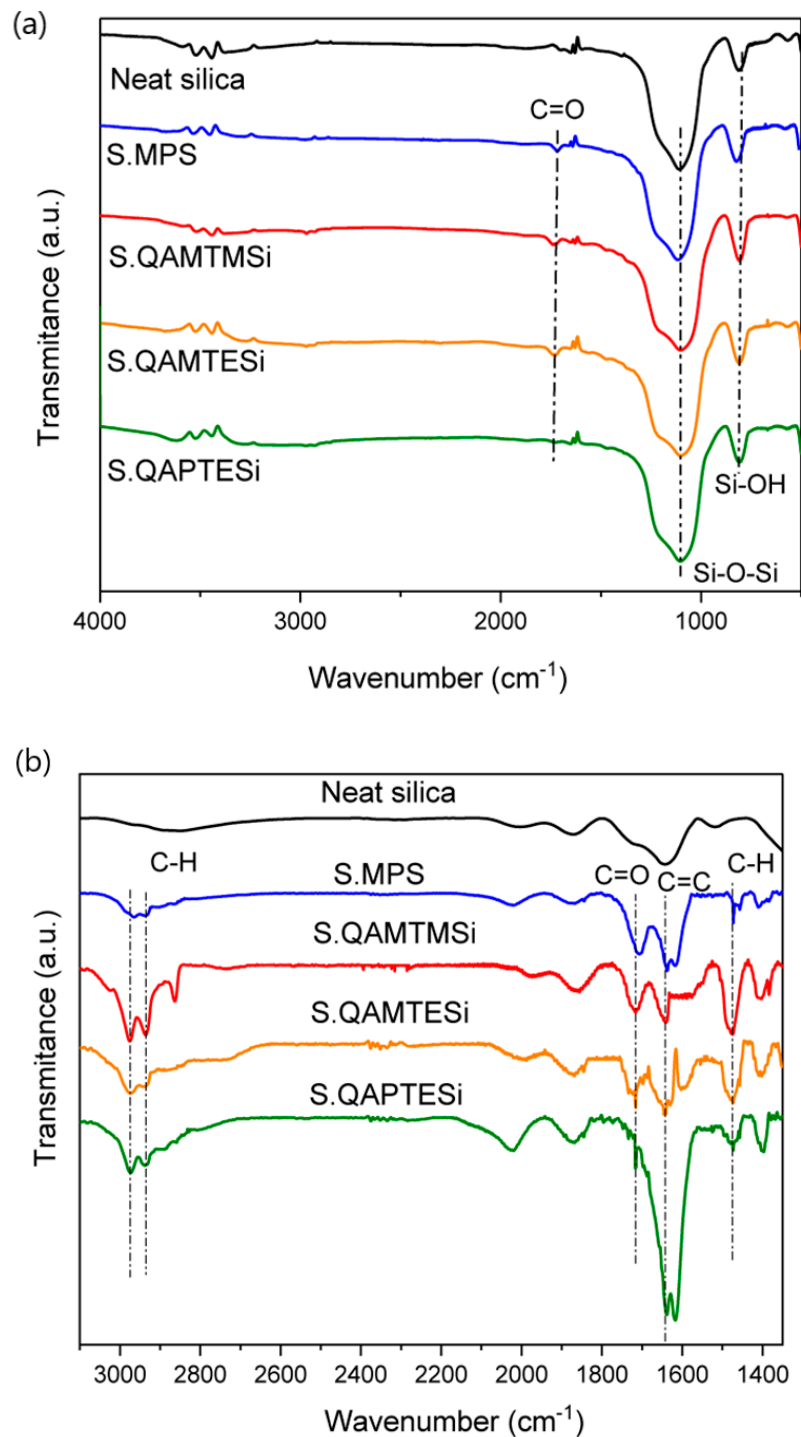 (a)
Neat silica
C=O
S.MPS
S.QAMTMSi
S.QAMTESi
S.QAPTESi
Si-OH
Si-O-Si
Transmitance (a.u.)
4000 3000 2000 1000
Wavenumber (cm⁻¹)
(b)
Neat silica
C-H S.MPS C=O C=C C-H
S.QAMTMSi
S.QAMTESi
S.QAPTESi
Transmitance (a.u.)
3000 2800 2600 2400 2200 2000 1800 1600 1400
Wavenumber (cm⁻¹)